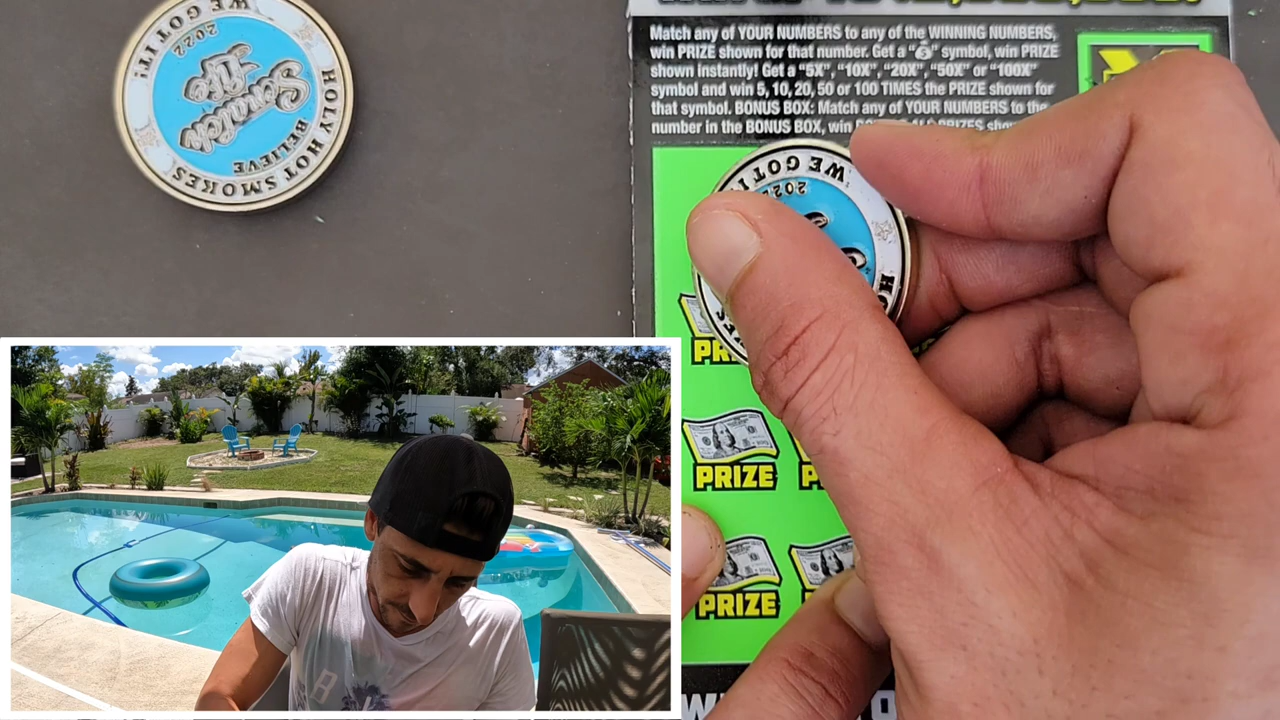 WE GOT IT!
2022
Scratch
Life
BELIEVE
HOLY HOT SMOKES
Match any of YOUR NUMBERS to any of the WINNING NUMBERS,
win PRIZE shown for that number. Get a "💰" symbol, win PRIZE
shown instantly! Get a "5X", "10X", "20X", "50X" or "100X"
symbol and win 5, 10, 20, 50 or 100 TIMES the PRIZE shown for
that symbol. BONUS BOX: Match any of YOUR NUMBERS to the
number in the BONUS BOX, win ALL PRIZES
WE GOT I
2022
PRIZE
PRIZE